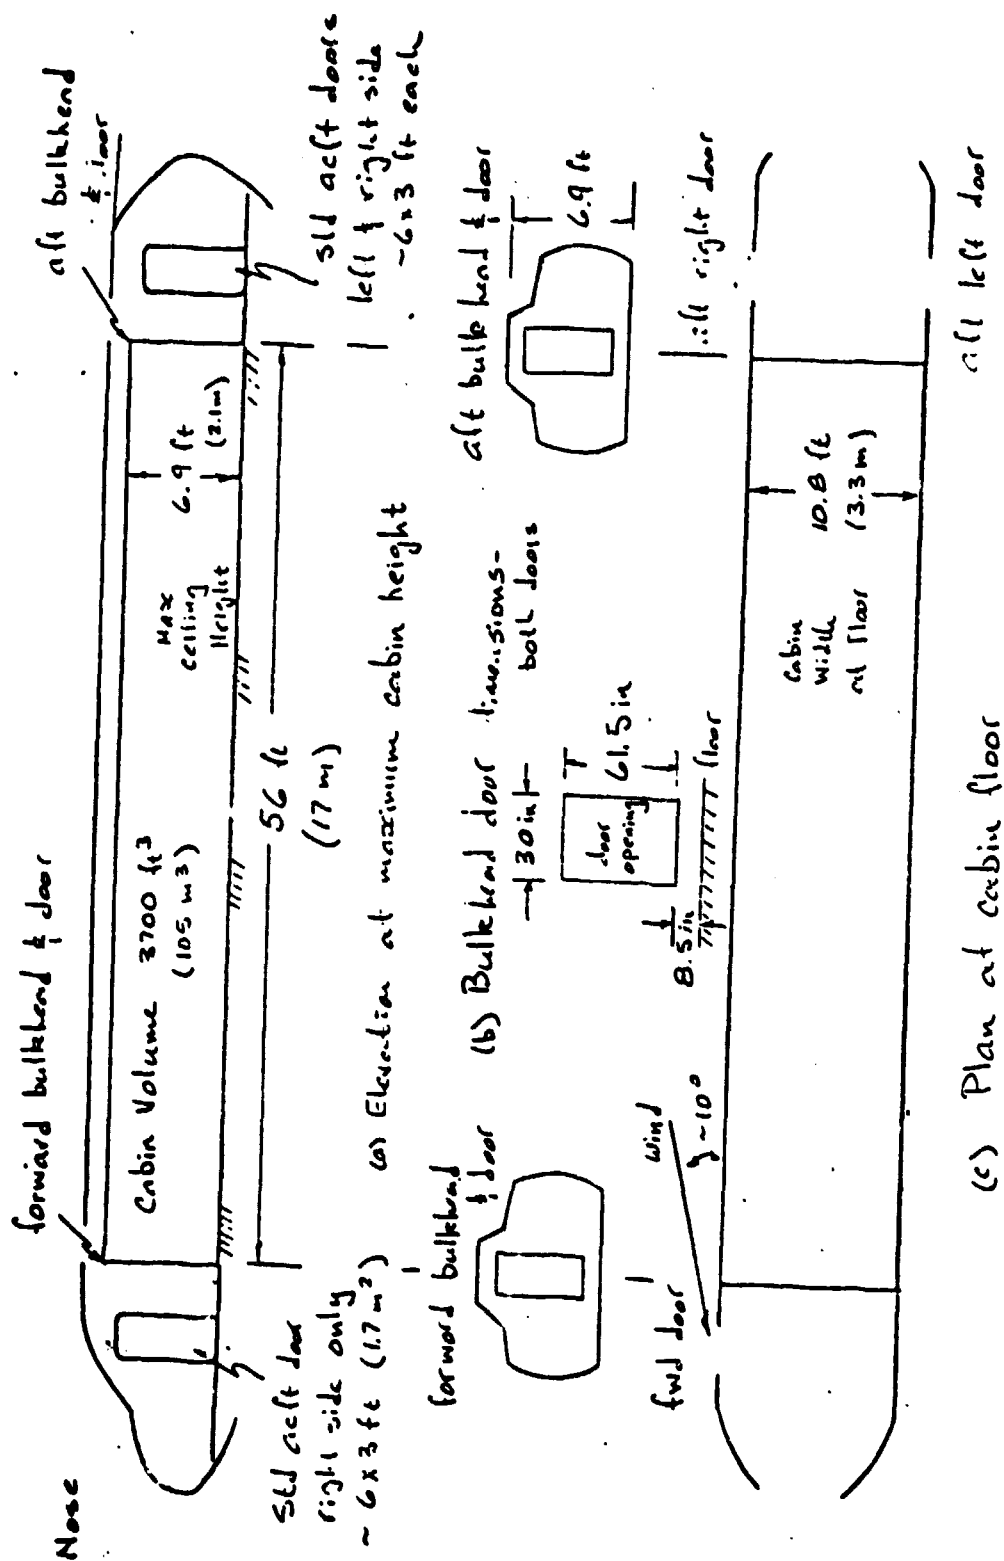 Nose
forward bulkhead & door
aft bulkhead
& door
Cabin Volume 3700 ft³
(105 m³)
Max
ceiling
Height
6.9 ft
(2.1m)
56 ft
(17 m)
Std acft door
right side only
~ 6x3 ft (1.7 m²)
std acft doors
left & right side
~6x3 ft each
(a) Elevation at maximum cabin height
forward bulkhead
& door
aft bulkhead & door
6.9 ft
(b) Bulkhead door dimensions-
both doors
30 in
door
opening
61.5 in
8.5 in
floor
fwd door
Wind
~10°
aft right door
Cabin
Width
at floor
10.8 ft
(3.3 m)
aft left door
(c) Plan at cabin floor